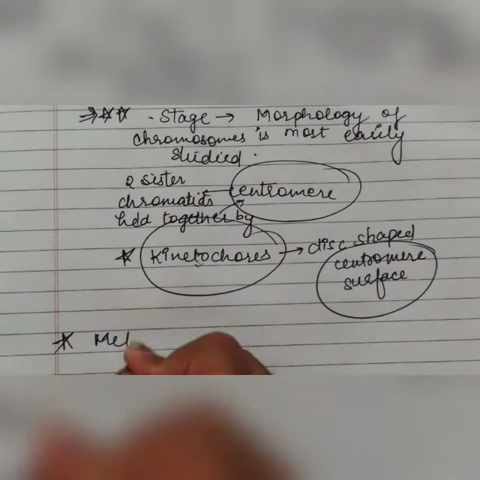 ⇒☆☆ - Stage → Morphology of
chromosomes is most easily
studied.
2 sister
chromatids → centromere
held together by
* Kinetochores → disc shaped
centromere
surface
* Met